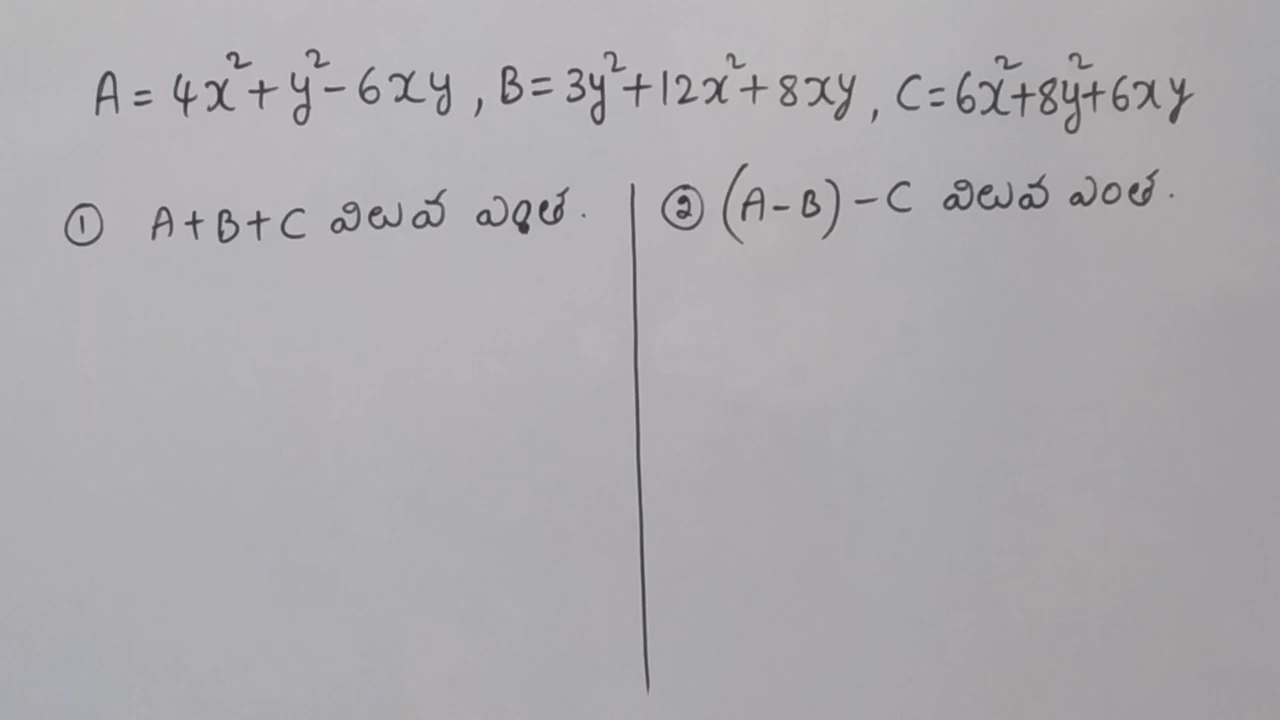 A = 4x² + y² - 6xy , B = 3y² + 12x² + 8xy , C = 6x² + 8y² + 6xy
① A + B + C విలువ ఎంత.
② (A - B) - C విలువ ఎంత.